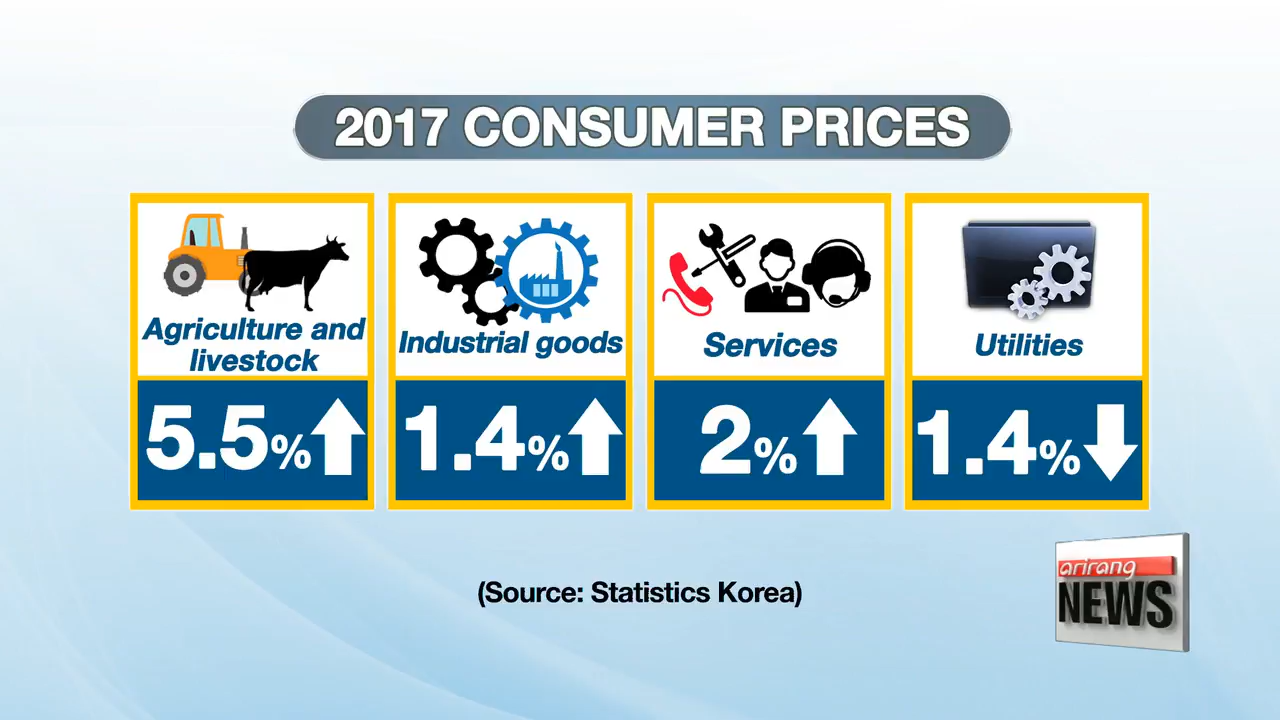 2017 CONSUMER PRICES
Agriculture and
livestock
5.5%
Industrial goods
1.4%
Services
2%
Utilities
1.4%
(Source: Statistics Korea)
arirang
NEWS